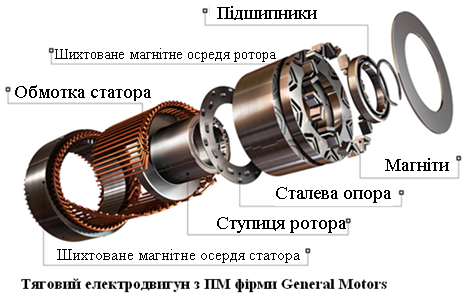 Підшипники
Шихтоване магнітне осредя ротора
Обмотка статора
Магніти
Сталева опора
Ступиця ротора
Шихтоване магнітне осердя статора
Тяговий електродвигун з ПМ фірми General Motors